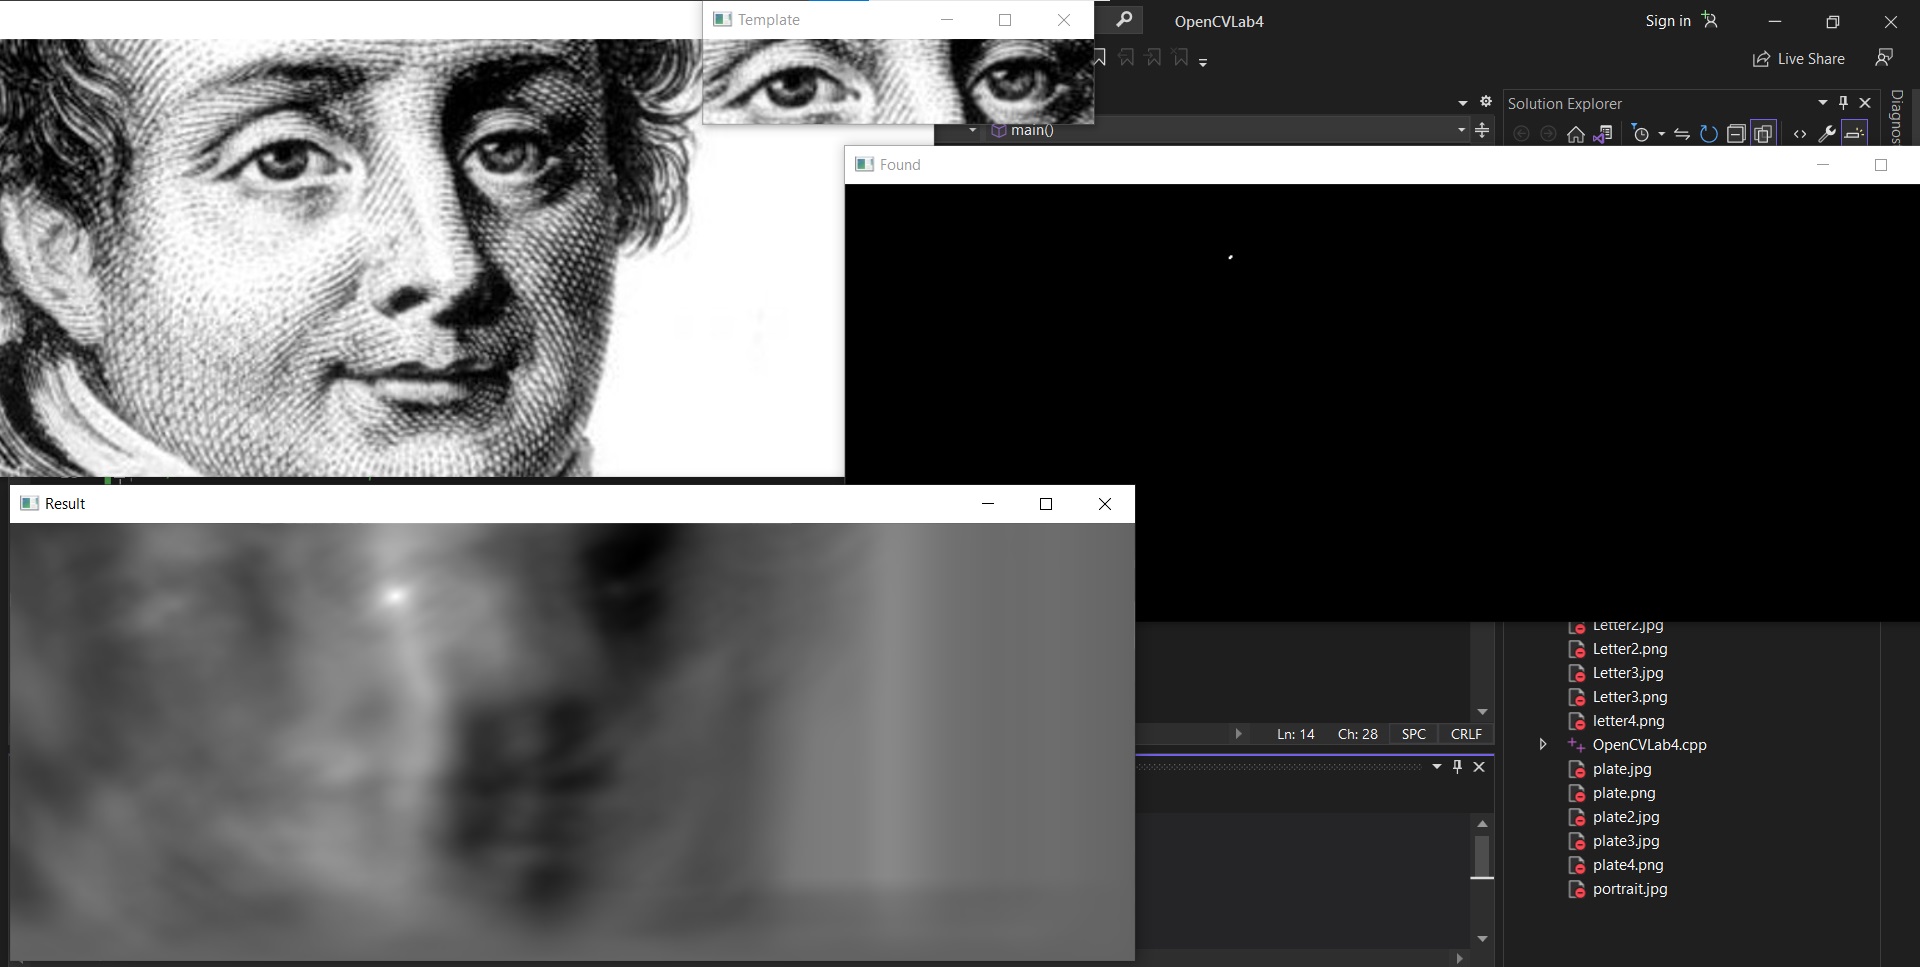 Template
OpenCVLab4
Sign in
Live Share
Solution Explorer
Diagnos
main()
Found
Result
Letter2.jpg
Letter2.png
Letter3.jpg
Letter3.png
letter4.png
Ln: 14 Ch: 28 SPC CRLF
OpenCVLab4.cpp
plate.jpg
plate.png
plate2.jpg
plate3.jpg
plate4.png
portrait.jpg